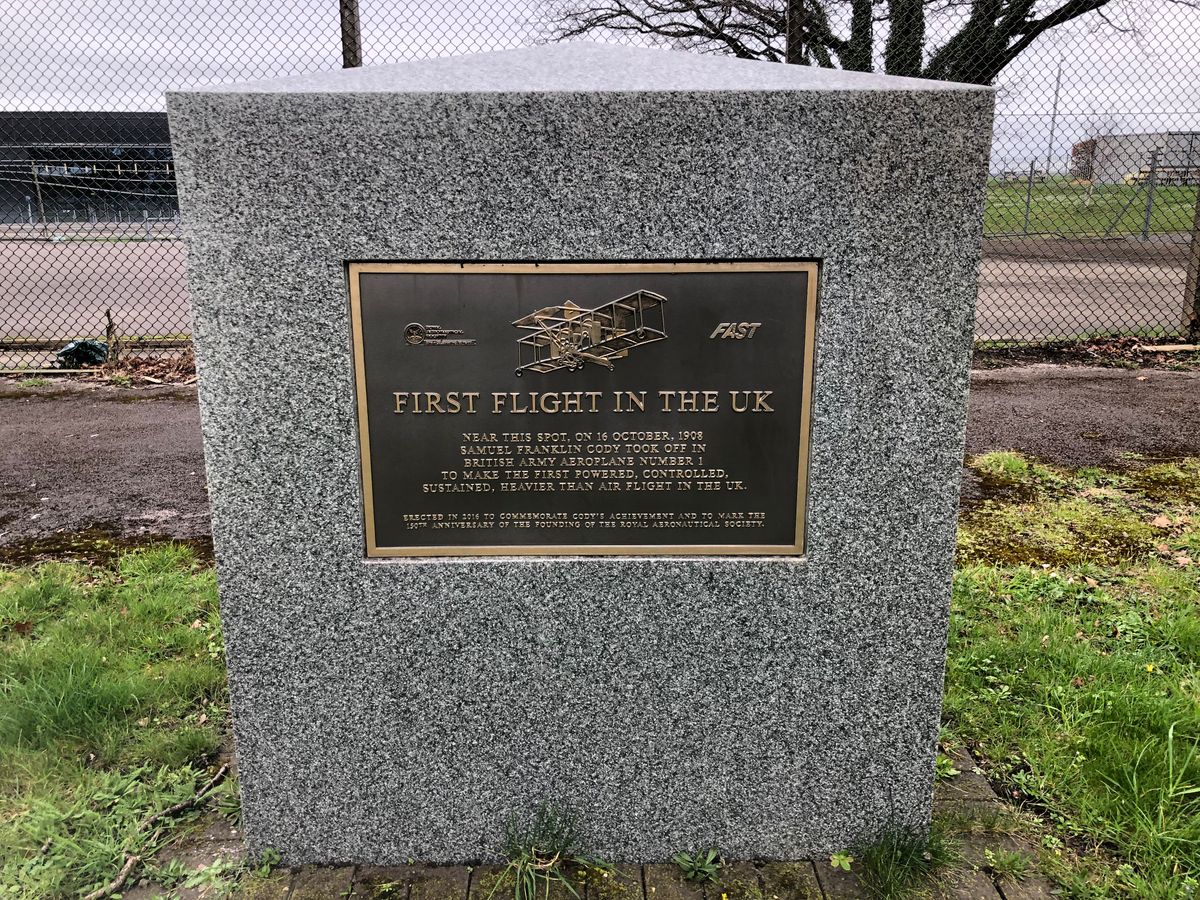 ROYAL
AERONAUTICAL
SOCIETY
FAST
FIRST FLIGHT IN THE UK
NEAR THIS SPOT, ON 16 OCTOBER, 1908
SAMUEL FRANKLIN CODY TOOK OFF IN
BRITISH ARMY AEROPLANE NUMBER 1
TO MAKE THE FIRST POWERED, CONTROLLED,
SUSTAINED, HEAVIER THAN AIR FLIGHT IN THE UK.
ERECTED IN 2016 TO COMMEMORATE CODY'S ACHIEVEMENT AND TO MARK THE
150TH ANNIVERSARY OF THE FOUNDING OF THE ROYAL AERONAUTICAL SOCIETY.